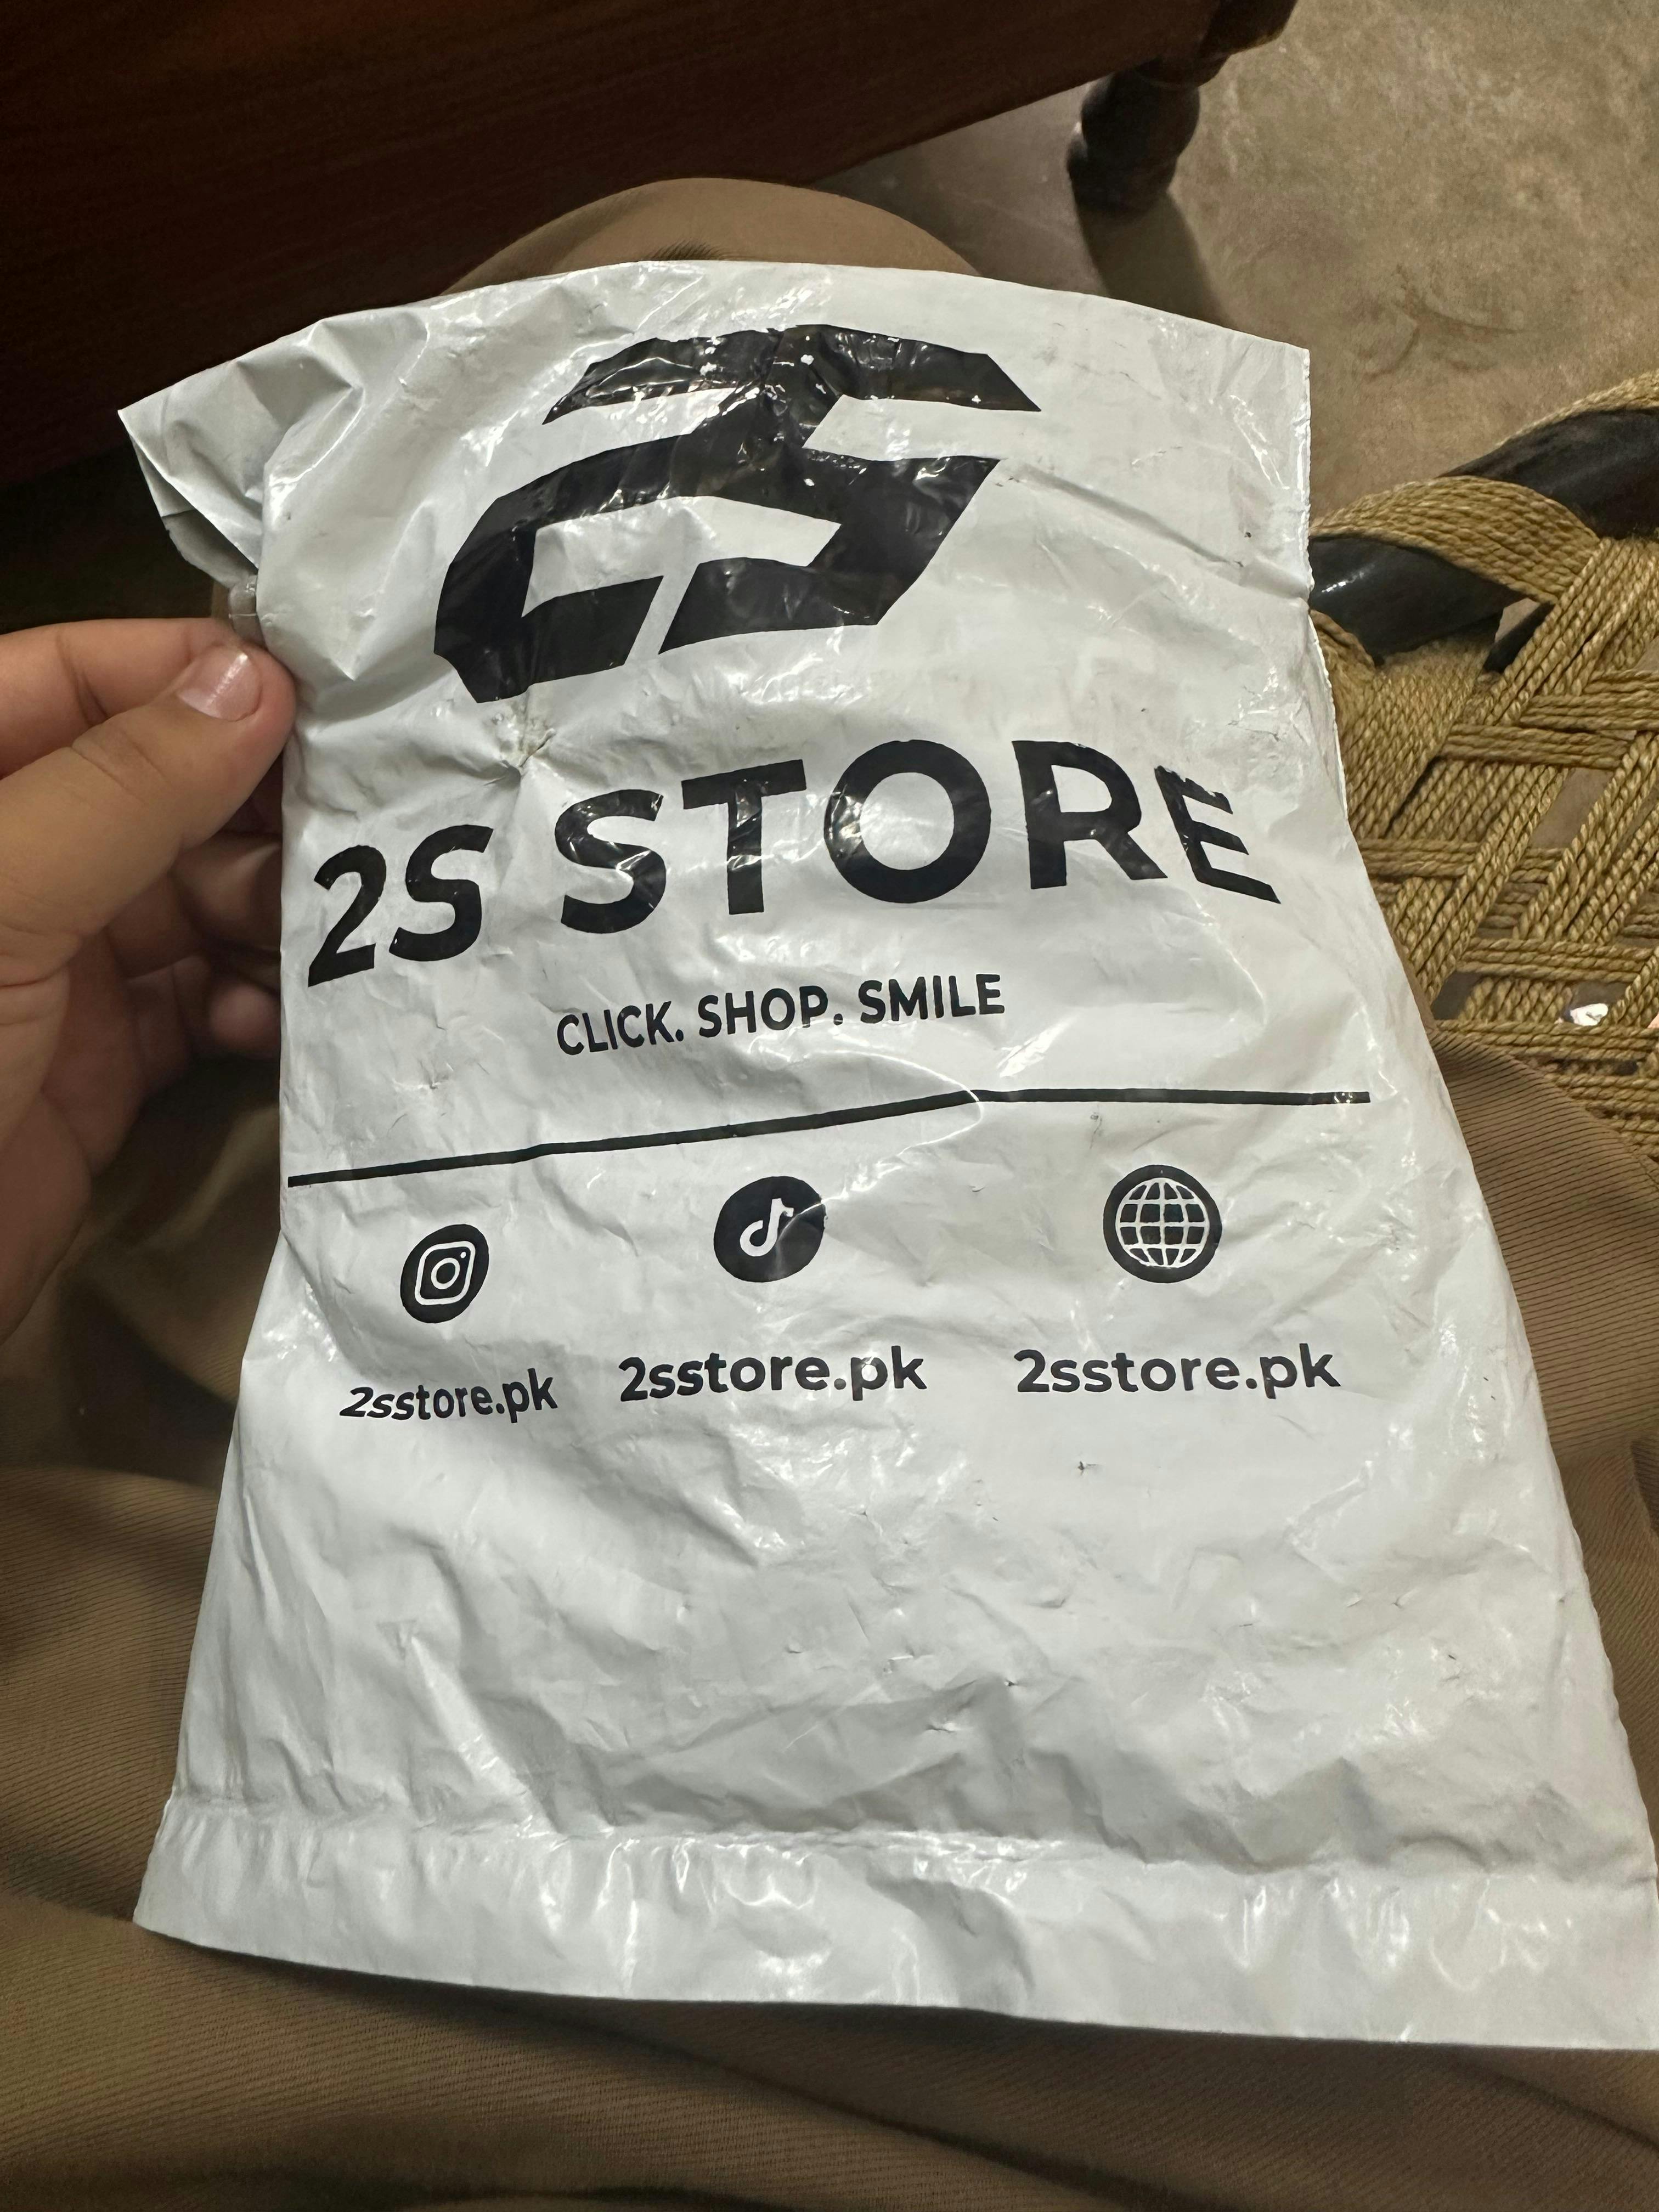 2S STORE
CLICK. SHOP. SMILE
2sstore.pk 2sstore.pk 2sstore.pk